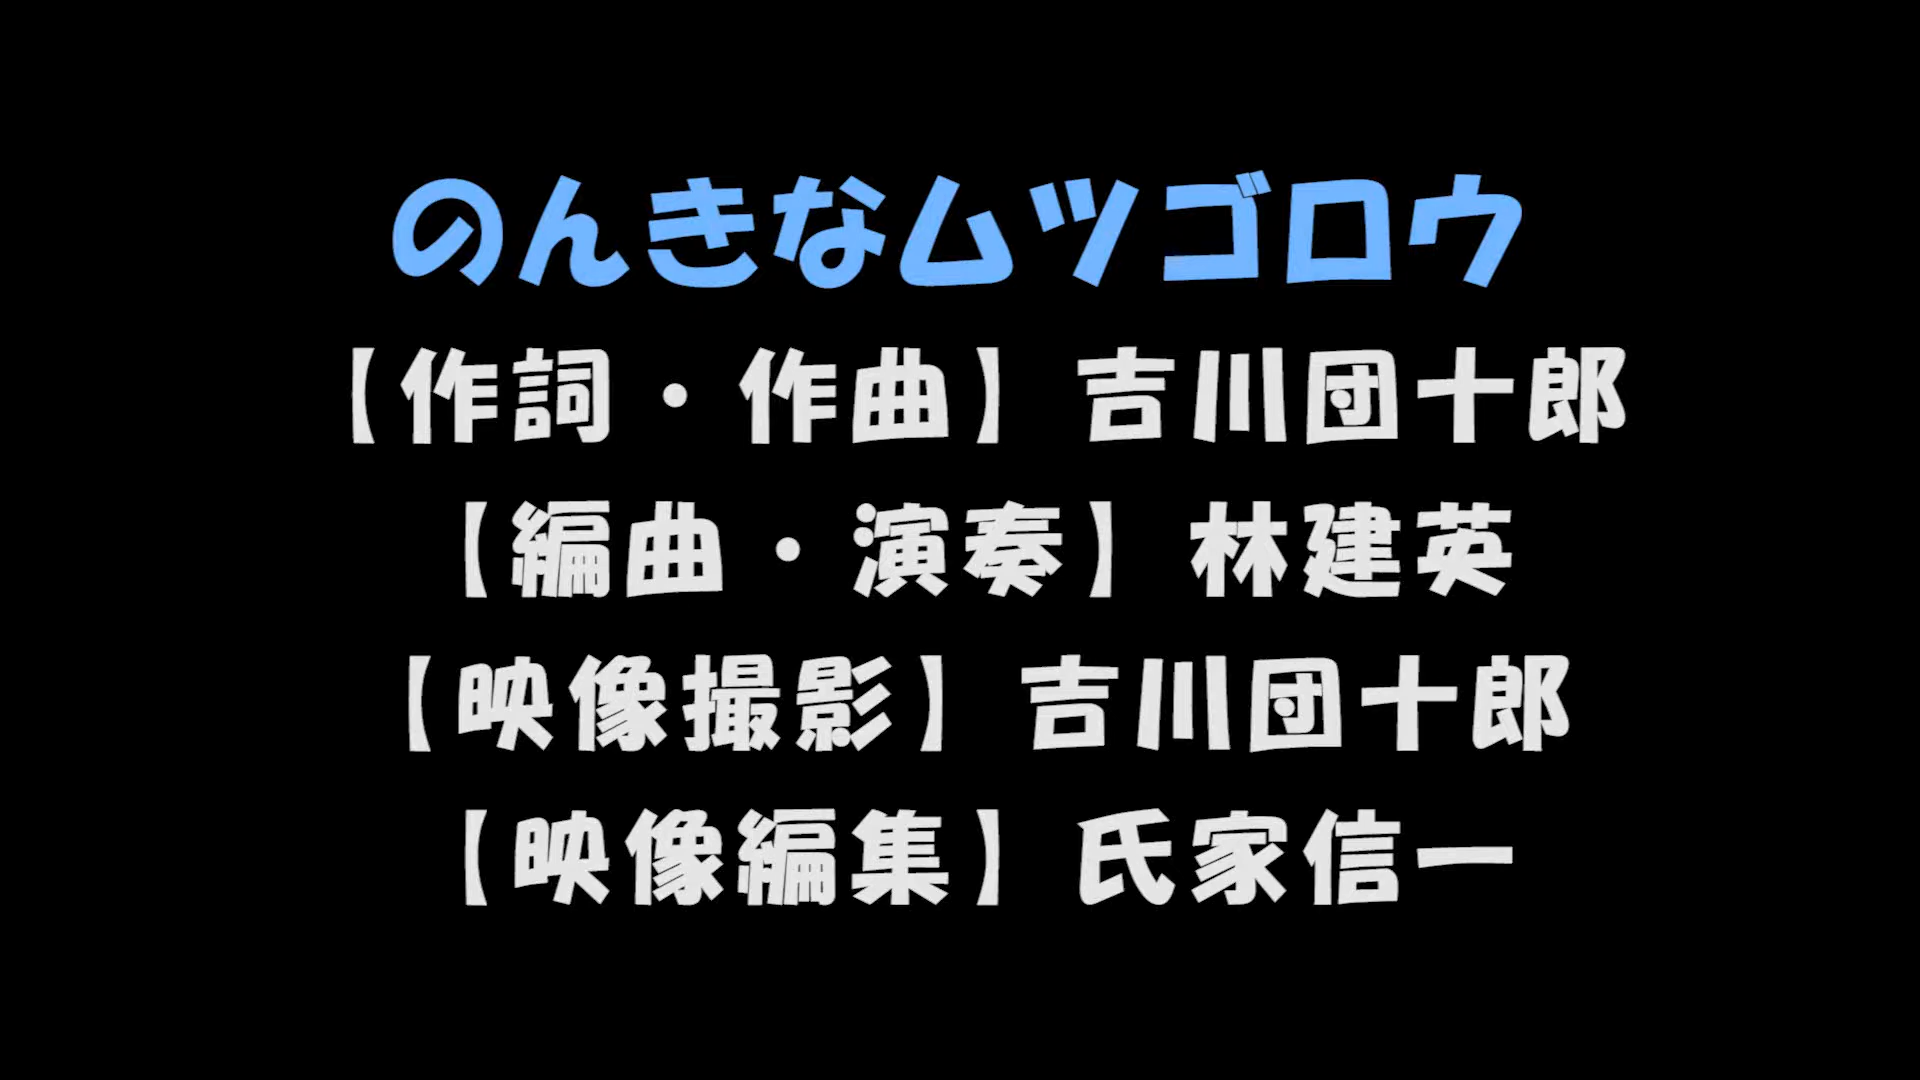 のんきなムツゴロウ
【作詞・作曲】吉川団十郎
【編曲・演奏】林建英
【映像撮影】吉川団十郎
【映像編集】氏家信一